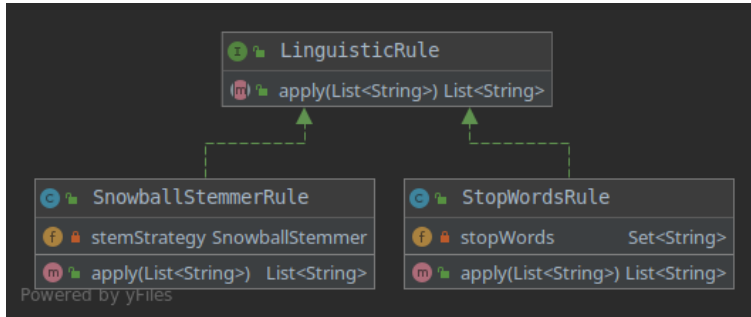 LinguisticRule
apply(List<String>) List<String>
SnowballStemmerRule
stemStrategy SnowballStemmer
apply(List<String>) List<String>
StopWordsRule
stopWords Set<String>
apply(List<String>) List<String>
Powered by yFiles